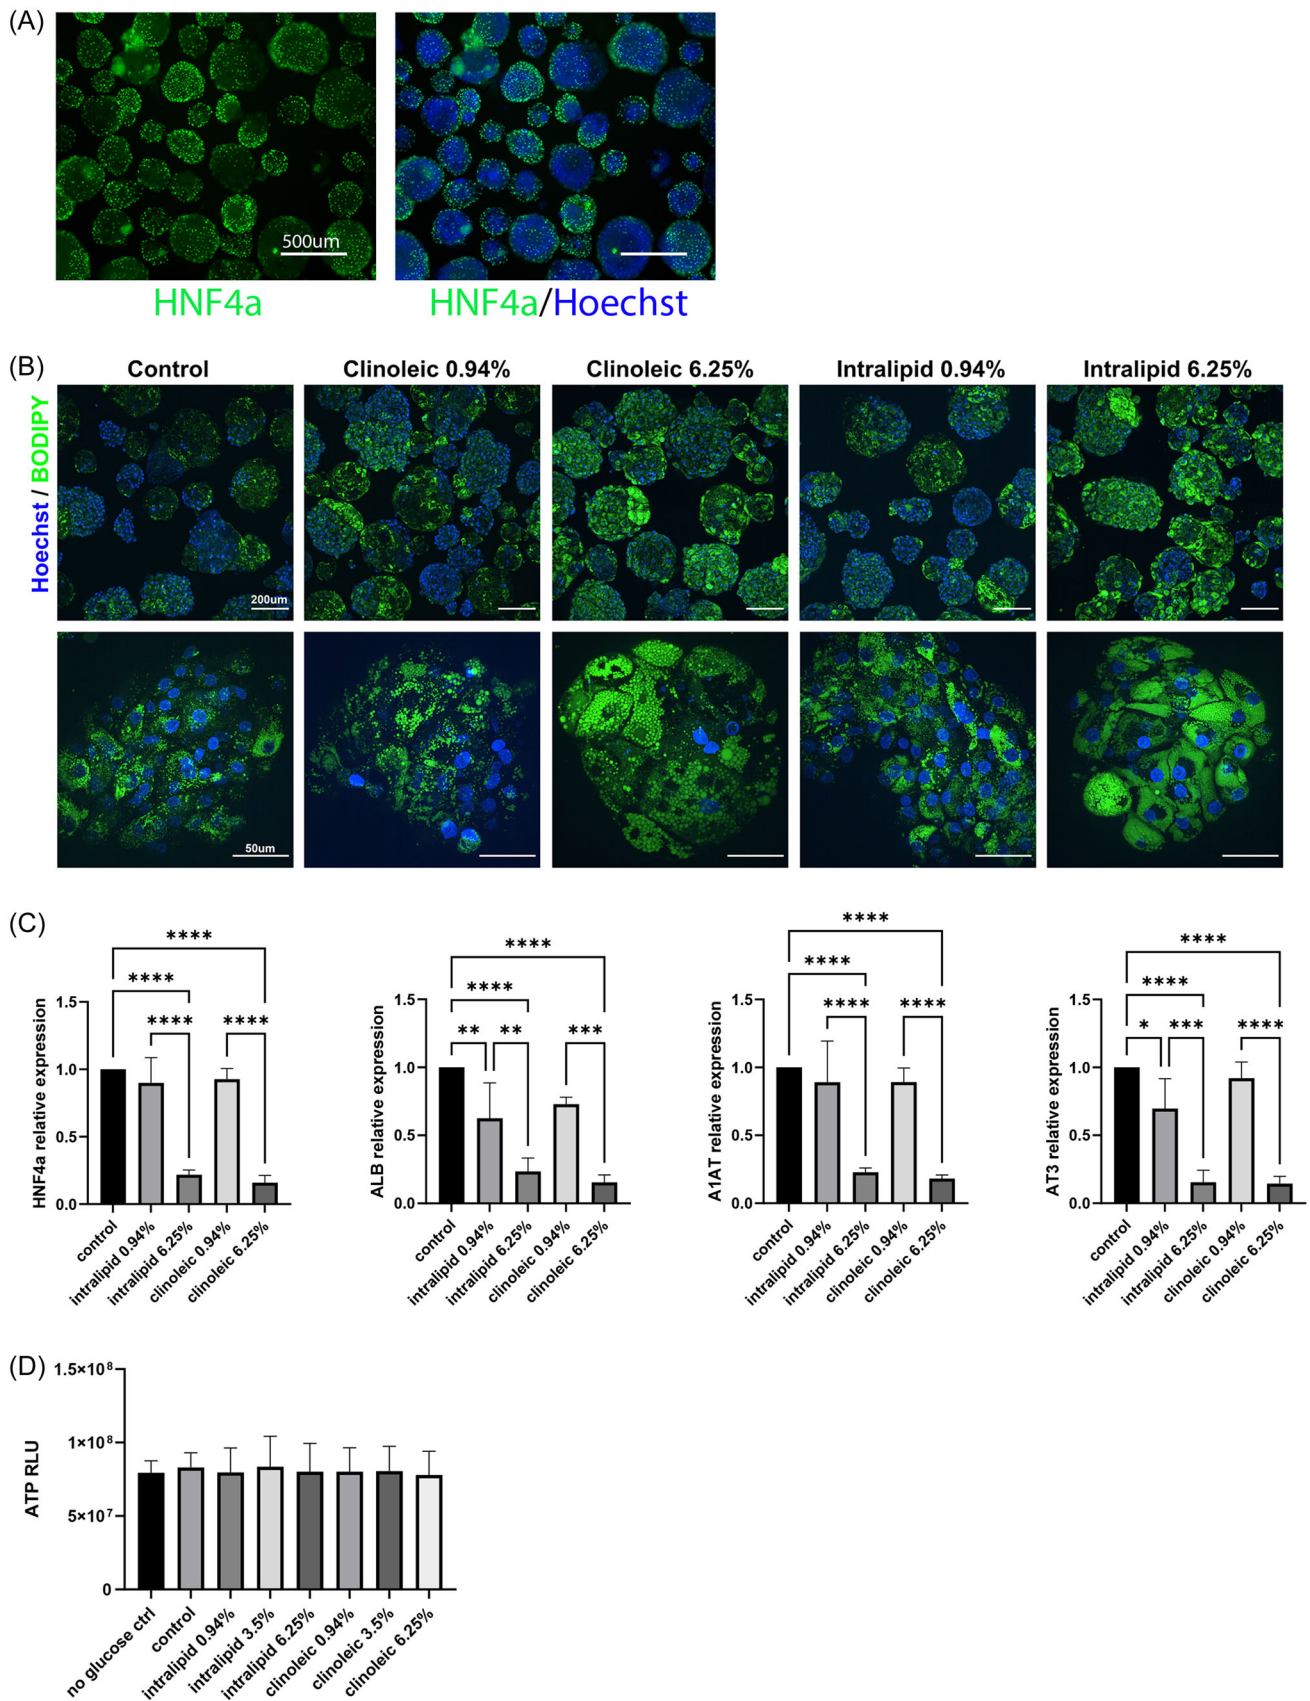 (A)
500um
HNF4a
HNF4a/Hoechst
(B)
Control
Clinoleic 0.94%
Clinoleic 6.25%
Intralipid 0.94%
Intralipid 6.25%
Hoechst / BODIPY
200um
50um
(C)
HNF4a relative expression
1.5
1.0
0.5
0.0
****
****
****
****
control
intralipid 0.94%
intralipid 6.25%
clinoleic 0.94%
clinoleic 6.25%
ALB relative expression
1.5
1.0
0.5
0.0
****
****
**
**
***
control
intralipid 0.94%
intralipid 6.25%
clinoleic 0.94%
clinoleic 6.25%
A1AT relative expression
1.5
1.0
0.5
0.0
****
****
****
****
control
intralipid 0.94%
intralipid 6.25%
clinoleic 0.94%
clinoleic 6.25%
AT3 relative expression
1.5
1.0
0.5
0.0
****
****
*
***
****
control
intralipid 0.94%
intralipid 6.25%
clinoleic 0.94%
clinoleic 6.25%
(D)
ATP RLU
1.5×10⁸
1×10⁸
5×10⁷
0
no glucose ctrl
control
intralipid 0.94%
intralipid 3.5%
intralipid 6.25%
clinoleic 0.94%
clinoleic 3.5%
clinoleic 6.25%